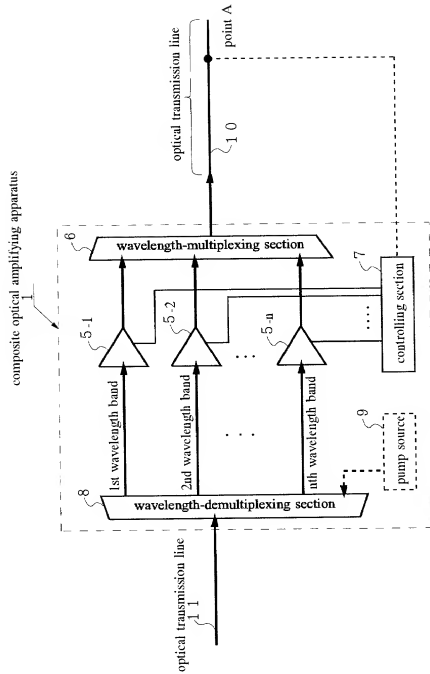 composite optical amplifying apparatus
1
optical transmission line
11
8
wavelength-demultiplexing section
1st wavelength band
2nd wavelength band
. . .
nth wavelength band
5-1
5-2
. . .
5-n
6
wavelength-multiplexing section
. . . . .
7
controlling section
9
pump source
optical transmission line
10
point A